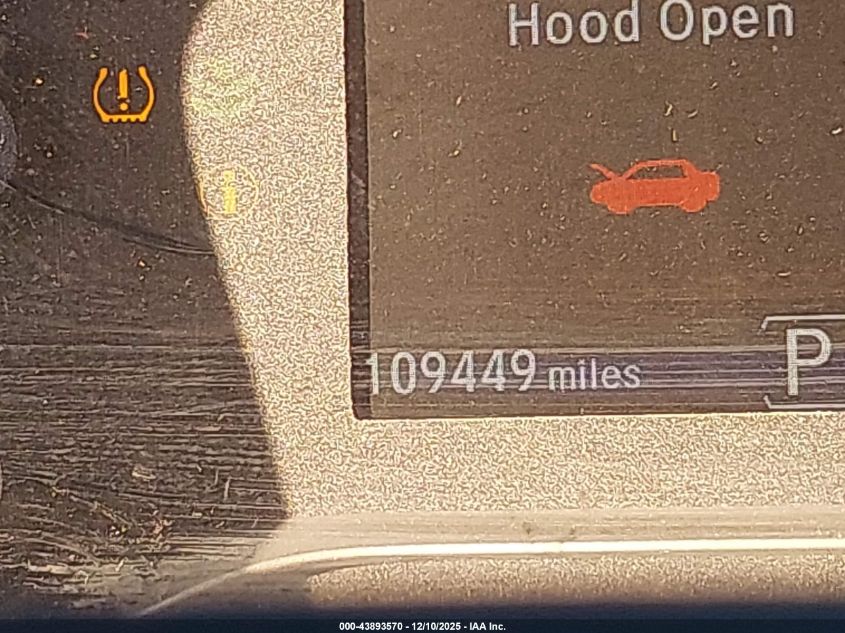 Hood Open
109449 miles
P
000-43893570 - 12/10/2025 - IAA Inc.